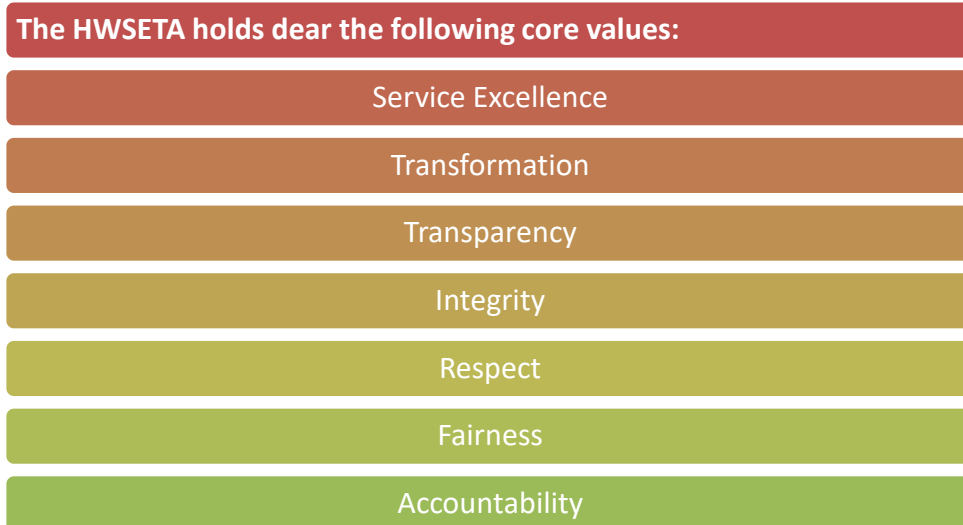 The HWSETA holds dear the following core values:
Service Excellence
Transformation
Transparency
Integrity
Respect
Fairness
Accountability